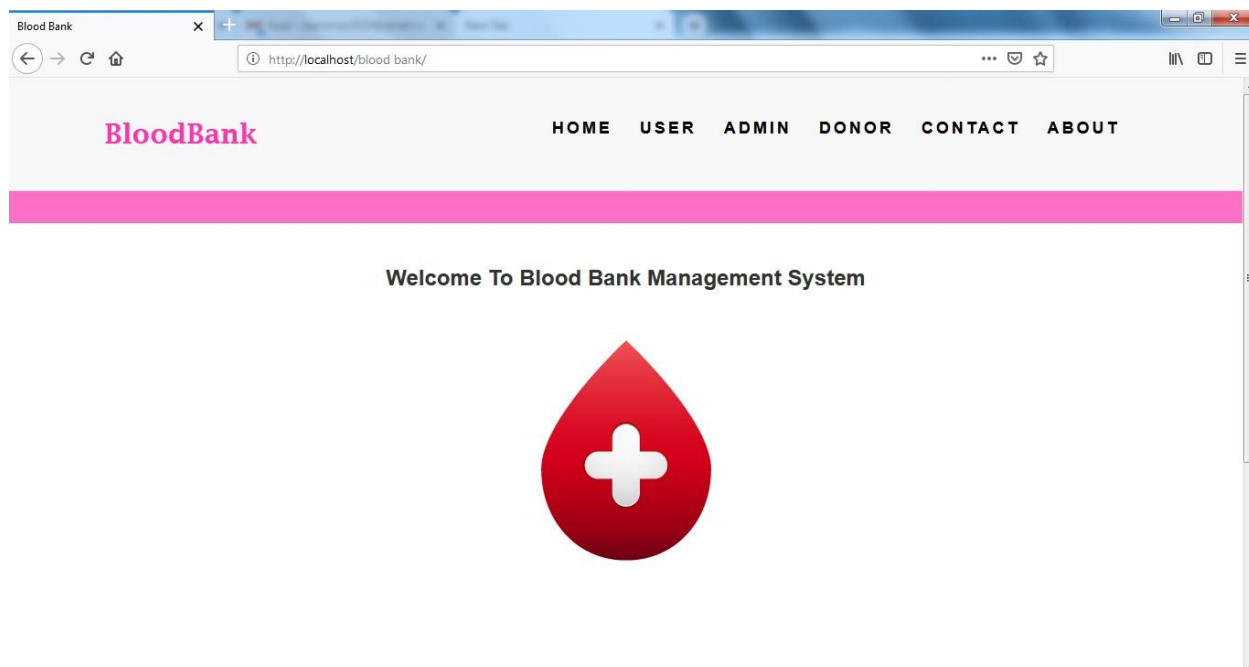 Blood Bank
http://localhost/blood bank/
BloodBank
HOME USER ADMIN DONOR CONTACT ABOUT
Welcome To Blood Bank Management System